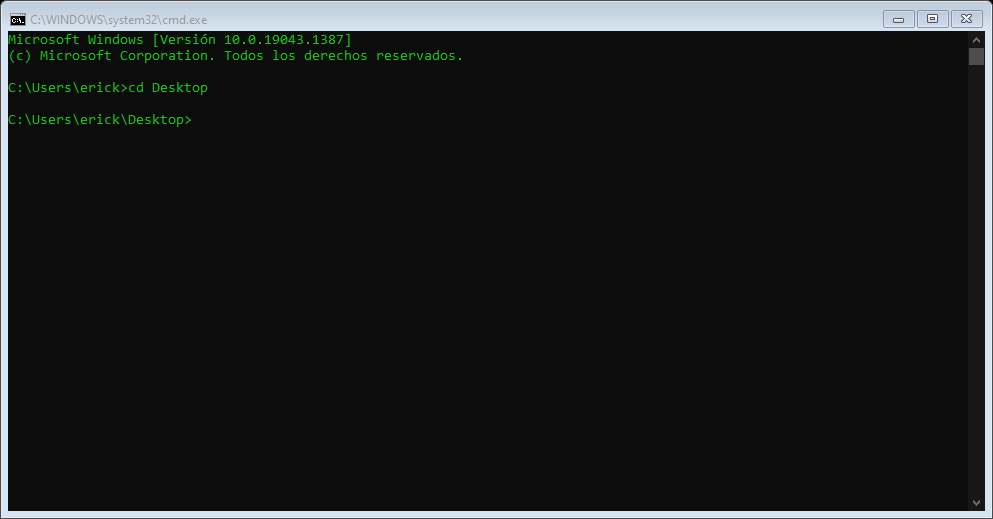 C:\WINDOWS\system32\cmd.exe
Microsoft Windows [Versión 10.0.19043.1387]
(c) Microsoft Corporation. Todos los derechos reservados.
C:\Users\erick>cd Desktop
C:\Users\erick\Desktop>